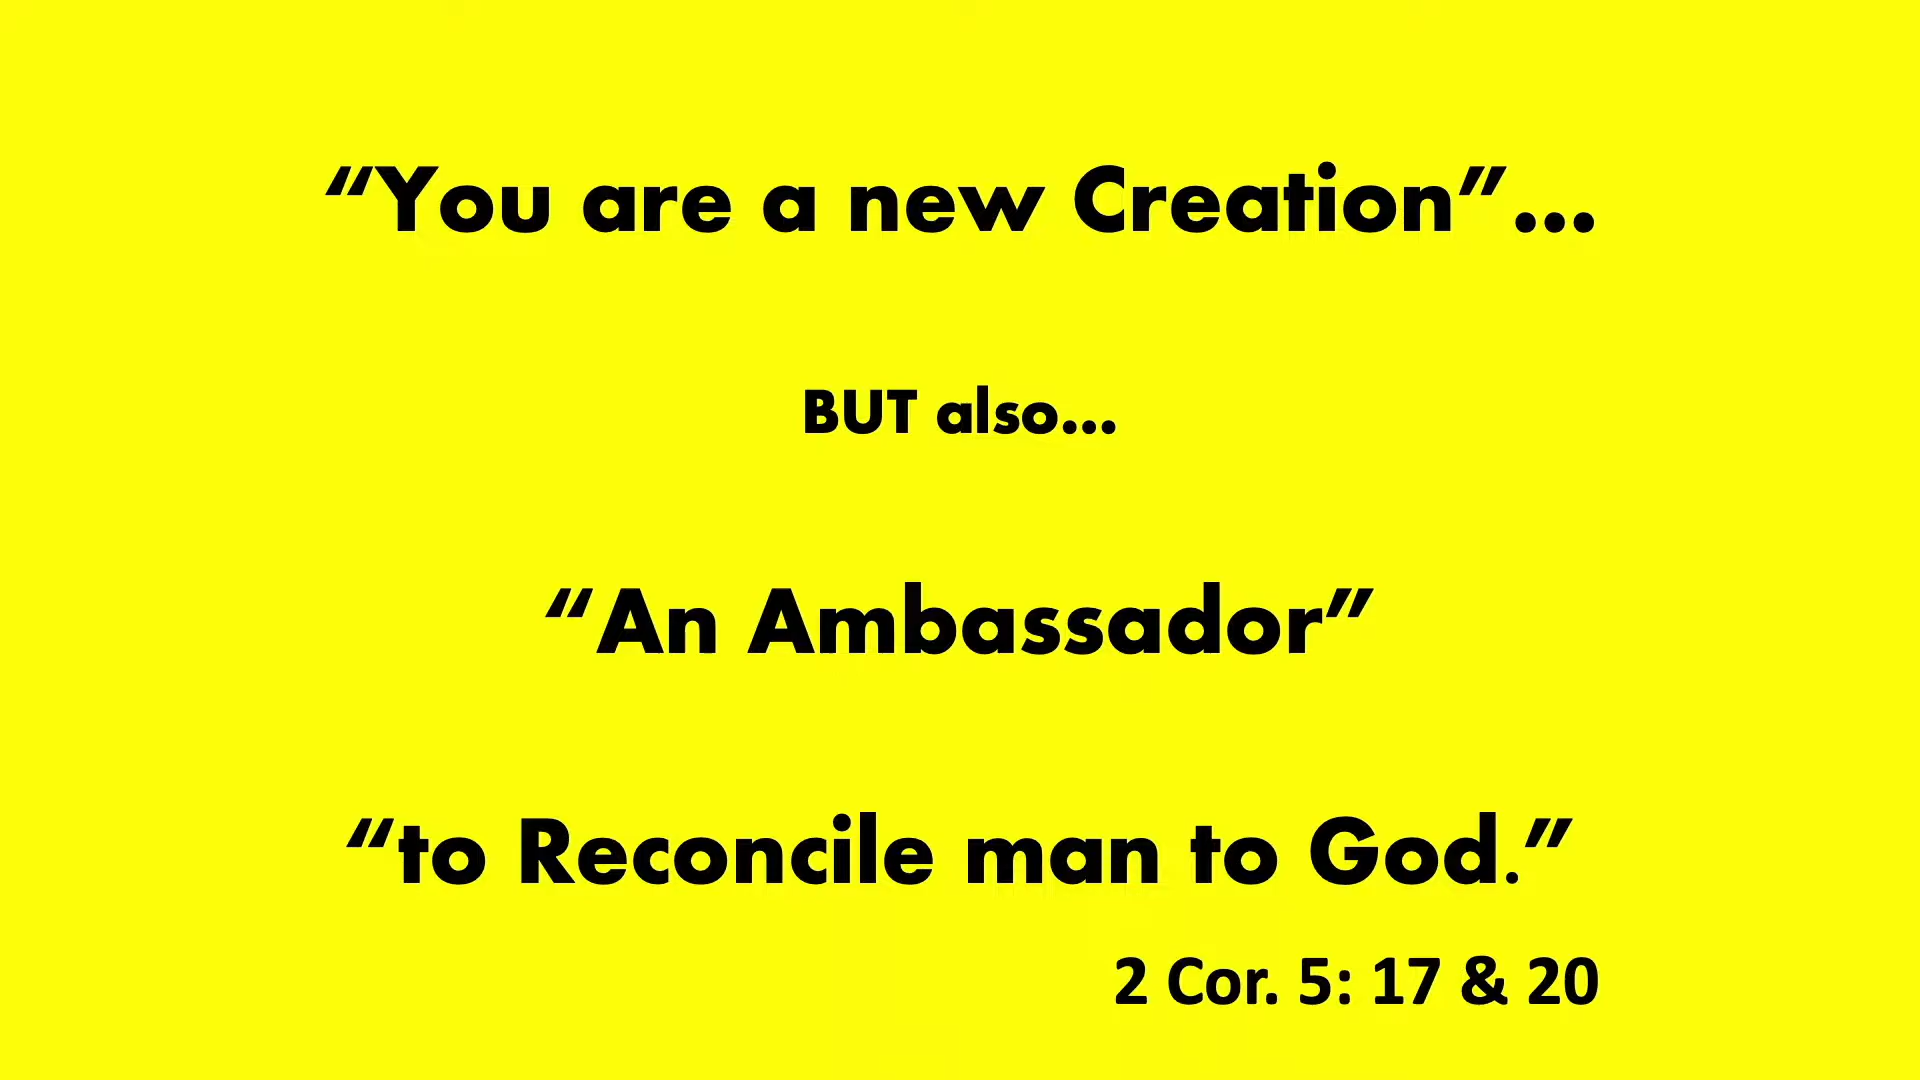 “You are a new Creation”...
BUT also...
“An Ambassador”
“to Reconcile man to God.”
2 Cor. 5: 17 & 20